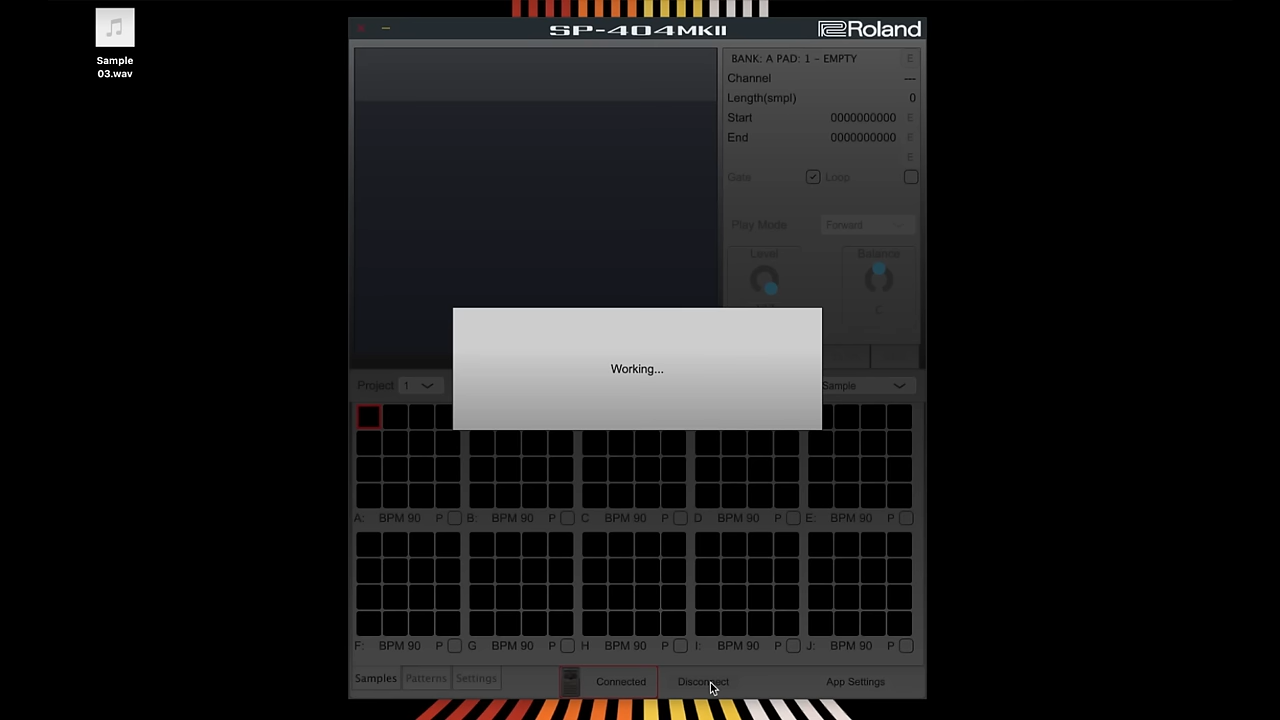 Sample
03.wav
SP-404MKII
Roland
BANK: A PAD: 1 - EMPTY
E
Channel
---
Length(smpl)
0
Start
0000000000
E
End
0000000000
E
E
Gate
Loop
Play Mode
Forward
Level
Balance
C
Working...
Project
1
Sample
A: BPM 90 P
B: BPM 90 P
C BPM 90 P
D BPM 90 P
E: BPM 90 P
F: BPM 90 P
G BPM 90 P
H BPM 90 P
I: BPM 90 P
J: BPM 90 P
Samples
Patterns
Settings
Connected
Disconnect
App Settings